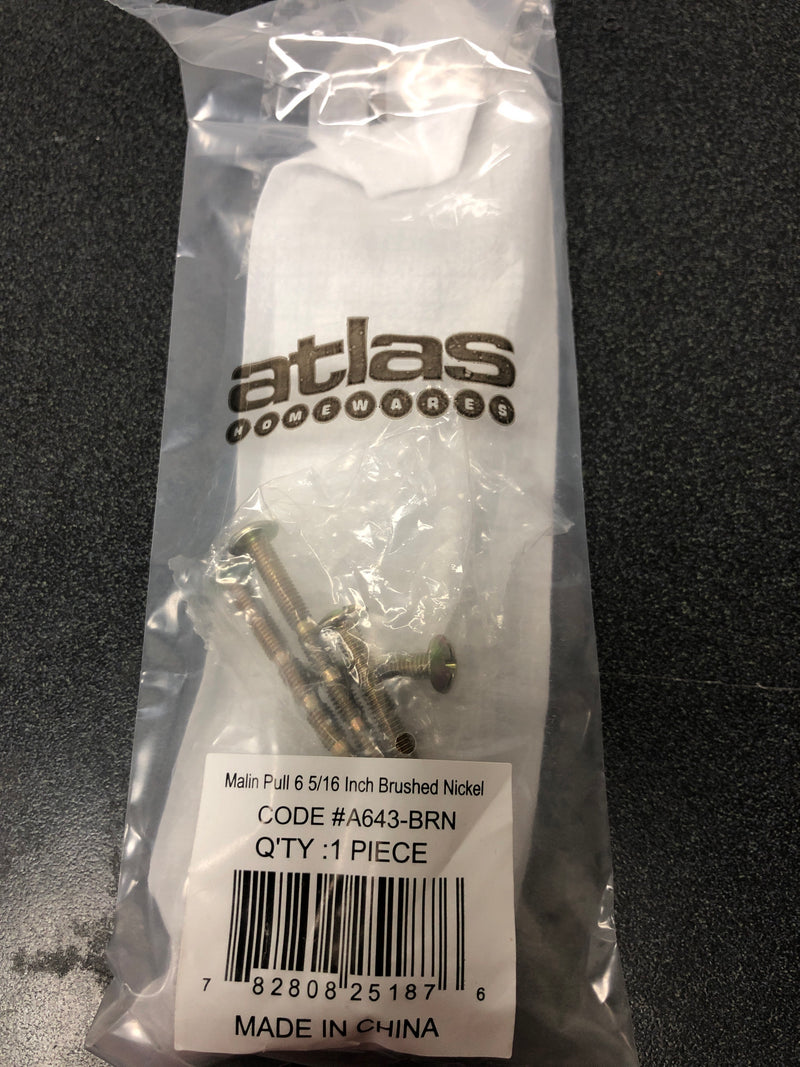 atlas
HOMEWARES
Malin Pull 6 5/16 Inch Brushed Nickel
CODE #A643-BRN
Q'TY :1 PIECE
7 82808 25187 6
MADE IN CHINA